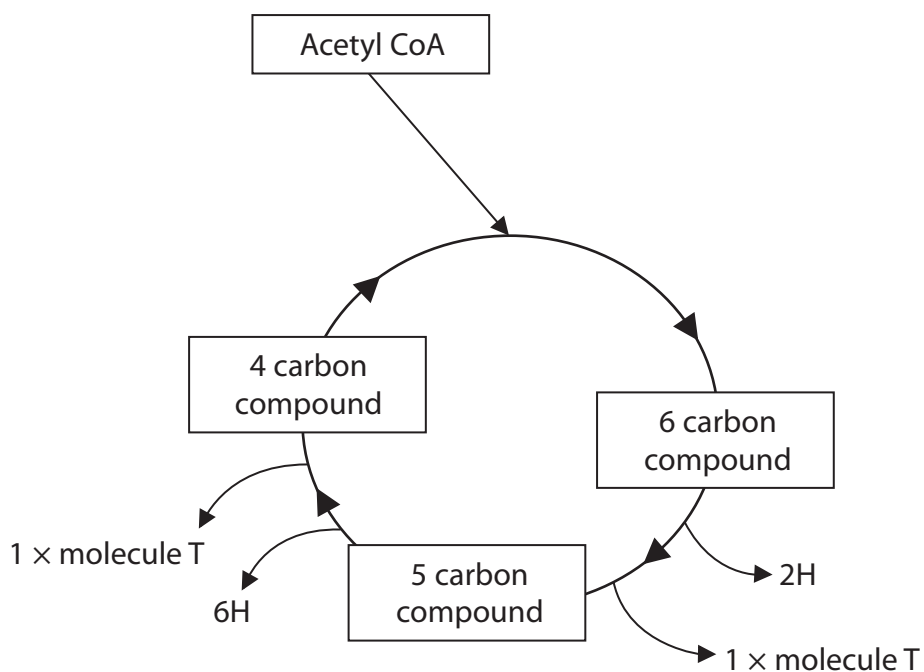 Acetyl CoA
4 carbon
compound
6 carbon
compound
1 × molecule T
6H
5 carbon
compound
2H
1 × molecule T